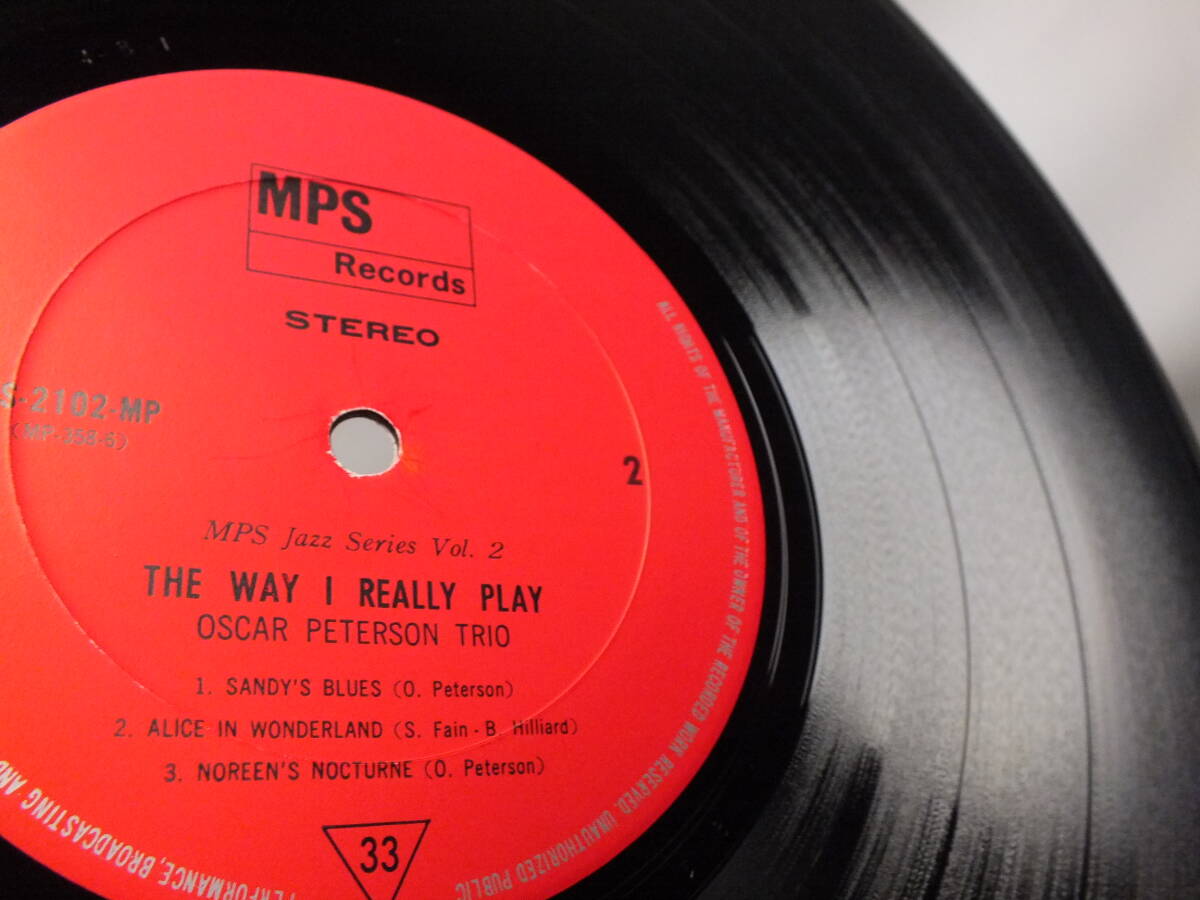 MPS
Records
STEREO
S-2102-MP
(MP-258-6)
2
MPS Jazz Series Vol. 2
THE WAY I REALLY PLAY
OSCAR PETERSON TRIO
1. SANDY'S BLUES (O. Peterson)
2. ALICE IN WONDERLAND (S. Fain - B. Hilliard)
3. NOREEN'S NOCTURNE (O. Peterson)
33
ALL RIGHTS OF THE MANUFACTURER AND OF THE OWNER OF THE RECORDED WORK RESERVED. UNAUTHORIZED PUBLIC PERFORMANCE, BROADCASTING AND